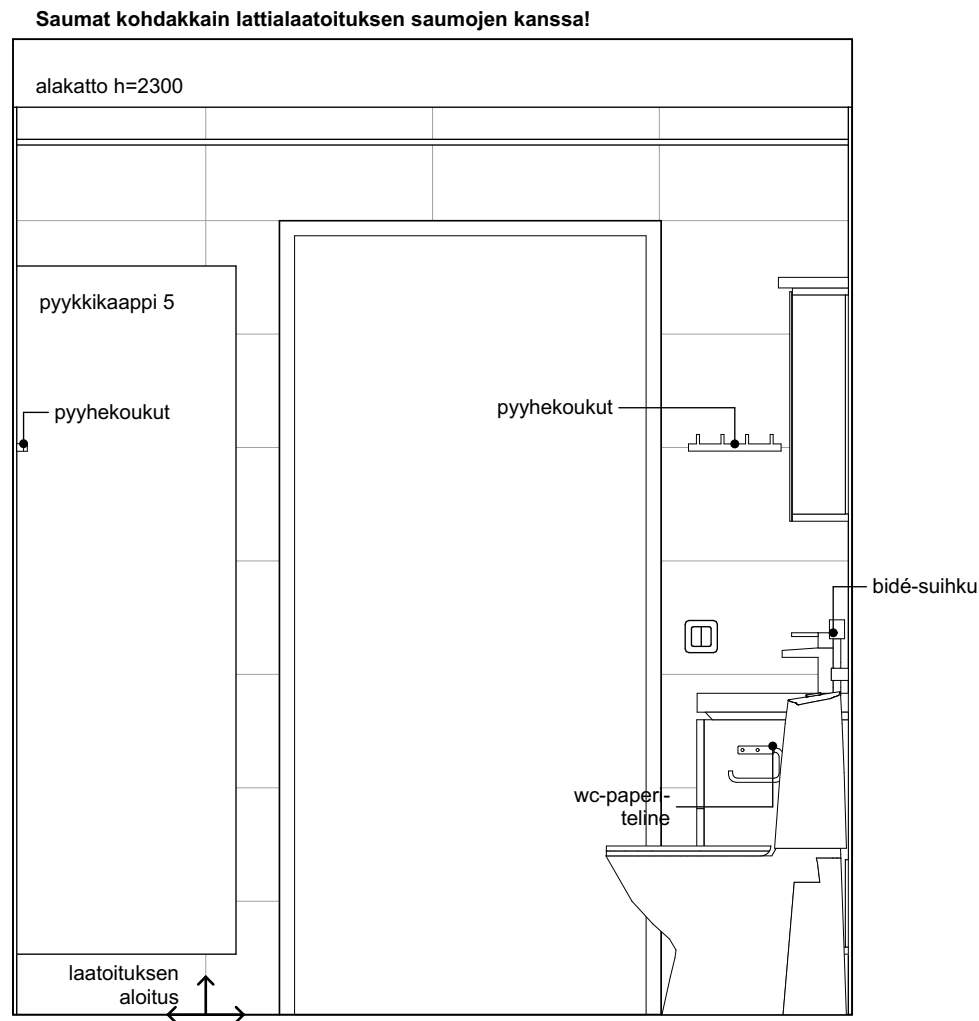 Saumat kohdakkain lattialaatoituksen saumojen kanssa!
alakatto h=2300
pyykkikaappi 5
pyyhekoukut
pyyhekoukut
bidé-suihku
wc-paperi-
teline
laatoituksen
aloitus